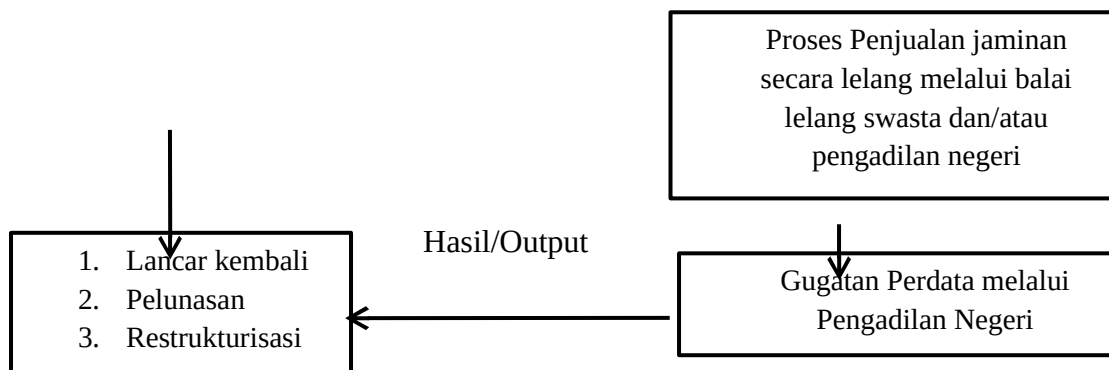 Proses Penjualan jaminan
secara lelang melalui balai
lelang swasta dan/atau
pengadilan negeri
Hasil/Output
1. Lancar kembali
2. Pelunasan
3. Restrukturisasi
Gugatan Perdata melalui
Pengadilan Negeri